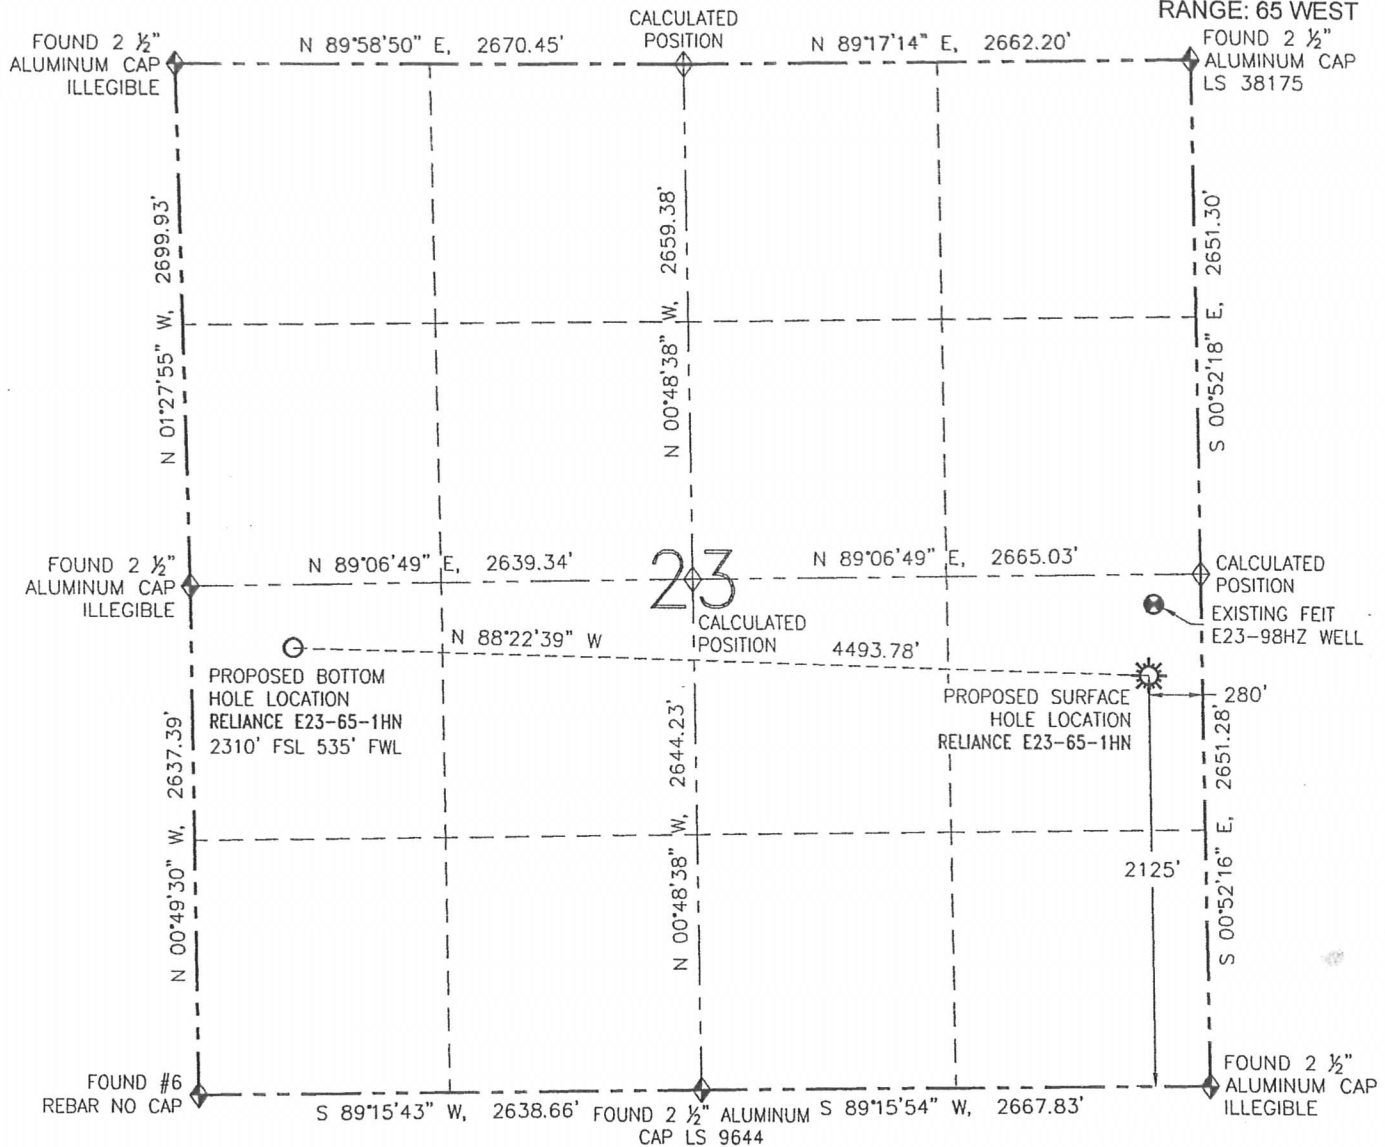 RANGE: 65 WEST
FOUND 2 ½"
ALUMINUM CAP
ILLEGIBLE
N 89°58'50" E, 2670.45'
CALCULATED
POSITION
N 89°17'14" E, 2662.20'
FOUND 2 ½"
ALUMINUM CAP
LS 38175
N 01°27'55" W, 2699.93'
N 00°48'38" W, 2659.38'
S 00°52'18" E, 2651.30'
FOUND 2 ½"
ALUMINUM CAP
ILLEGIBLE
N 89°06'49" E, 2639.34'
23
N 89°06'49" E, 2665.03'
CALCULATED
POSITION
CALCULATED
POSITION
EXISTING FEIT
E23-98HZ WELL
N 88°22'39" W 4493.78'
PROPOSED BOTTOM
HOLE LOCATION
RELIANCE E23-65-1HN
2310' FSL 535' FWL
PROPOSED SURFACE
HOLE LOCATION
RELIANCE E23-65-1HN
280'
N 00°49'30" W, 2637.39'
N 00°48'38" W, 2644.23'
2125'
S 00°52'16" E, 2651.28'
FOUND #6
REBAR NO CAP
S 89°15'43" W, 2638.66'
FOUND 2 ½" ALUMINUM
CAP LS 9644
S 89°15'54" W, 2667.83'
FOUND 2 ½"
ALUMINUM CAP
ILLEGIBLE